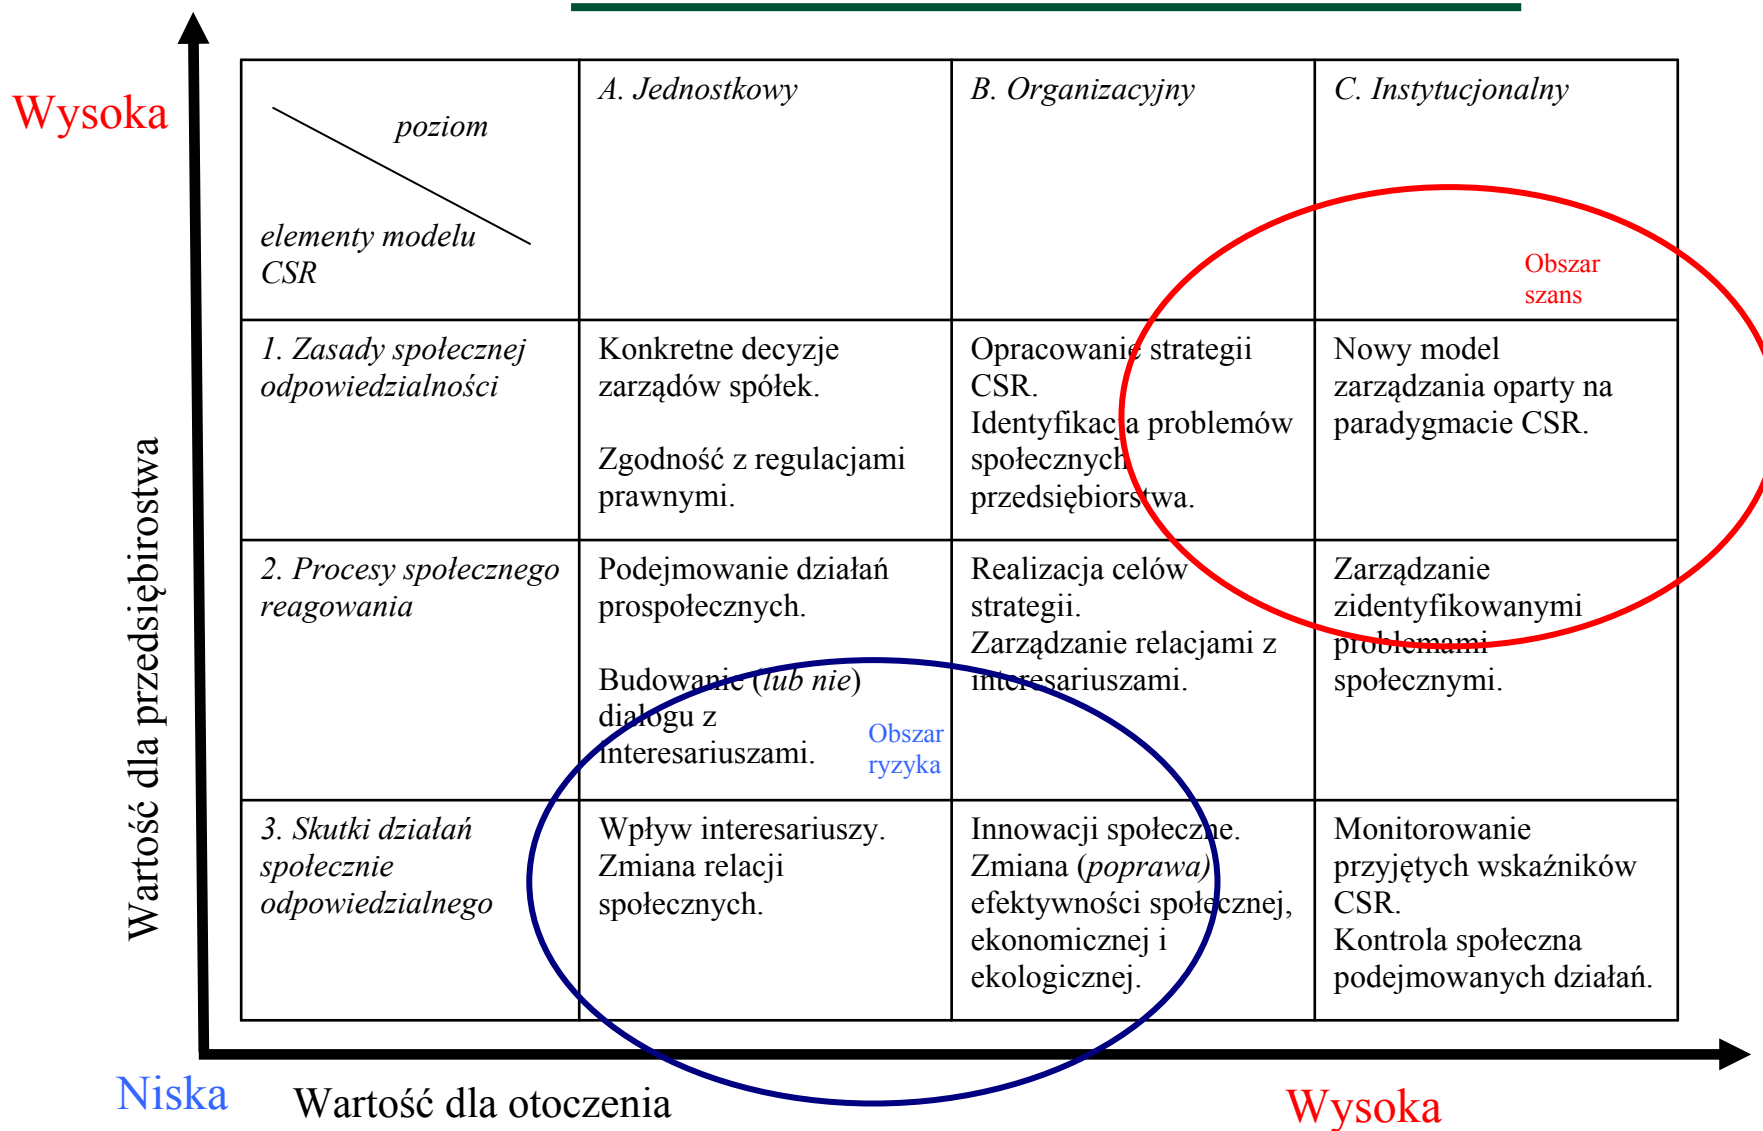 Wysoka
poziom
elementy modelu
CSR
A. Jednostkowy
B. Organizacyjny
C. Instytucjonalny
Obszar
szans
1. Zasady społecznej
odpowiedzialności
Konkretne decyzje
zarządów spółek.
Zgodność z regulacjami
prawnymi.
Opracowanie strategii
CSR.
Identyfikacja problemów
społecznych
przedsiębiorstwa.
Nowy model
zarządzania oparty na
paradygmacie CSR.
2. Procesy społecznego
reagowania
Podejmowanie działań
prospołecznych.
Budowanie (lub nie)
dialogu z
interesariuszami.
Obszar
ryzyka
Realizacja celów
strategii.
Zarządzanie relacjami z
interesariuszami.
Zarządzanie
zidentyfikowanymi
problemami
społecznymi.
3. Skutki działań
społecznie
odpowiedzialnego
Wpływ interesariuszy.
Zmiana relacji
społecznych.
Innowacji społeczne.
Zmiana (poprawa)
efektywności społecznej,
ekonomicznej i
ekologicznej.
Monitorowanie
przyjętych wskaźników
CSR.
Kontrola społeczna
podejmowanych działań.
Wartość dla przedsiębirostwa
Niska
Wartość dla otoczenia
Wysoka